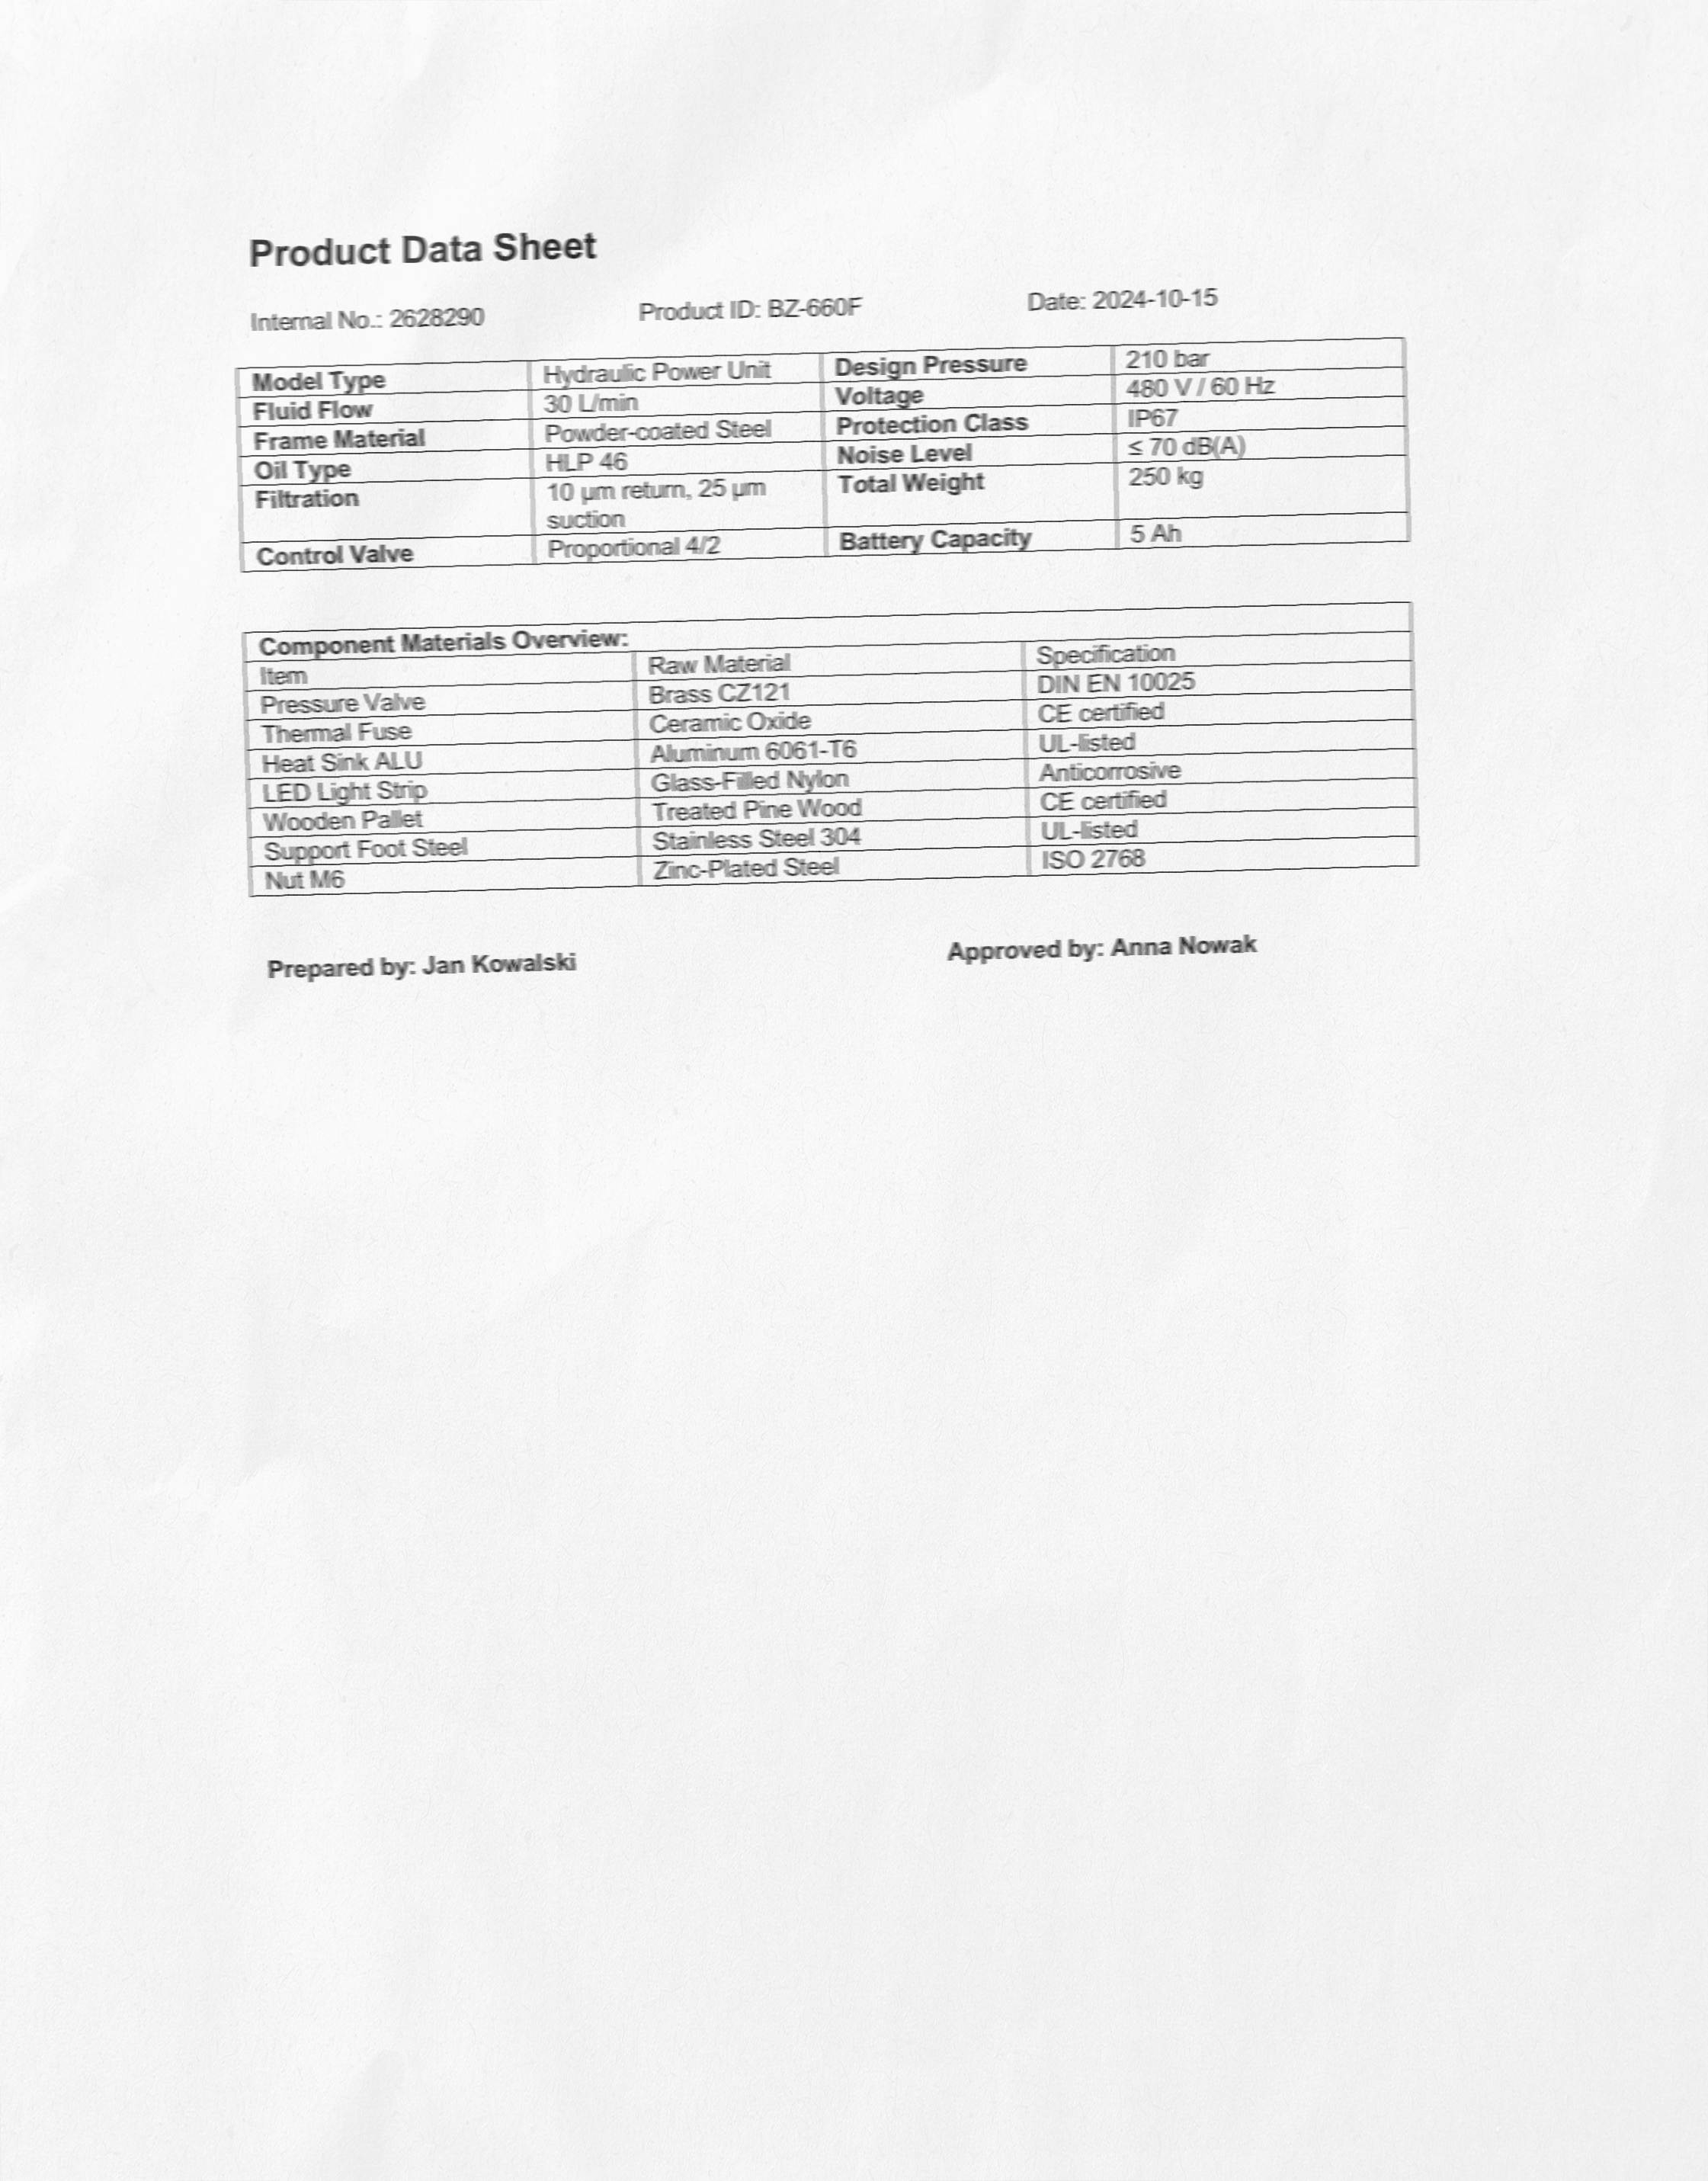 Product Data Sheet
Internal No.: 2628290 Product ID: BZ-660F Date: 2024-10-15
Model Type Hydraulic Power Unit Design Pressure 210 bar
Fluid Flow 30 L/min Voltage 480 V / 60 Hz
Frame Material Powder-coated Steel Protection Class IP67
Oil Type HLP 46 Noise Level ≤ 70 dB(A)
Filtration 10 µm return, 25 µm Total Weight 250 kg
suction
Control Valve Proportional 4/2 Battery Capacity 5 Ah
Component Materials Overview:
Item Raw Material Specification
Pressure Valve Brass CZ121 DIN EN 10025
Thermal Fuse Ceramic Oxide CE certified
Heat Sink ALU Aluminum 6061-T6 UL-listed
LED Light Strip Glass-Filled Nylon Anticorrosive
Wooden Pallet Treated Pine Wood CE certified
Support Foot Steel Stainless Steel 304 UL-listed
Nut M6 Zinc-Plated Steel ISO 2768
Prepared by: Jan Kowalski Approved by: Anna Nowak